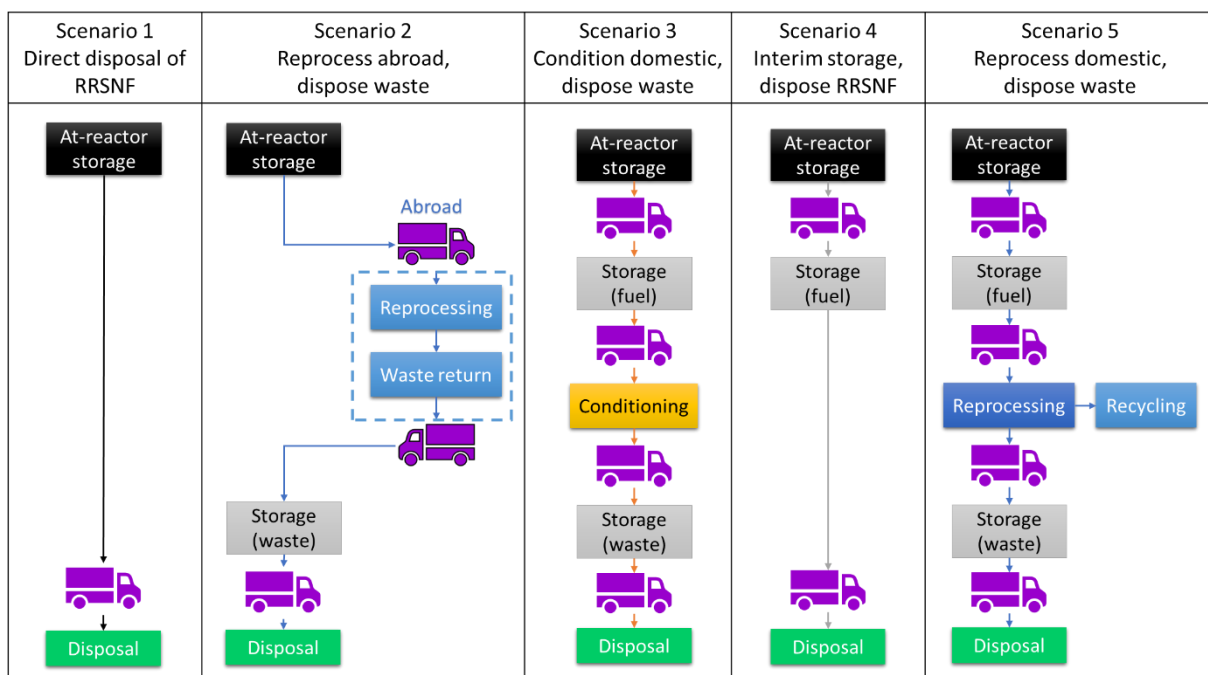 Scenario 1
Direct disposal of
RRSNF
Scenario 2
Reprocess abroad,
dispose waste
Scenario 3
Condition domestic,
dispose waste
Scenario 4
Interim storage,
dispose RRSNF
Scenario 5
Reprocess domestic,
dispose waste
At-reactor
storage
Disposal
At-reactor
storage
Abroad
Reprocessing
Waste return
Storage
(waste)
Disposal
At-reactor
storage
Storage
(fuel)
Conditioning
Storage
(waste)
Disposal
At-reactor
storage
Storage
(fuel)
Disposal
At-reactor
storage
Storage
(fuel)
Reprocessing
Recycling
Storage
(waste)
Disposal